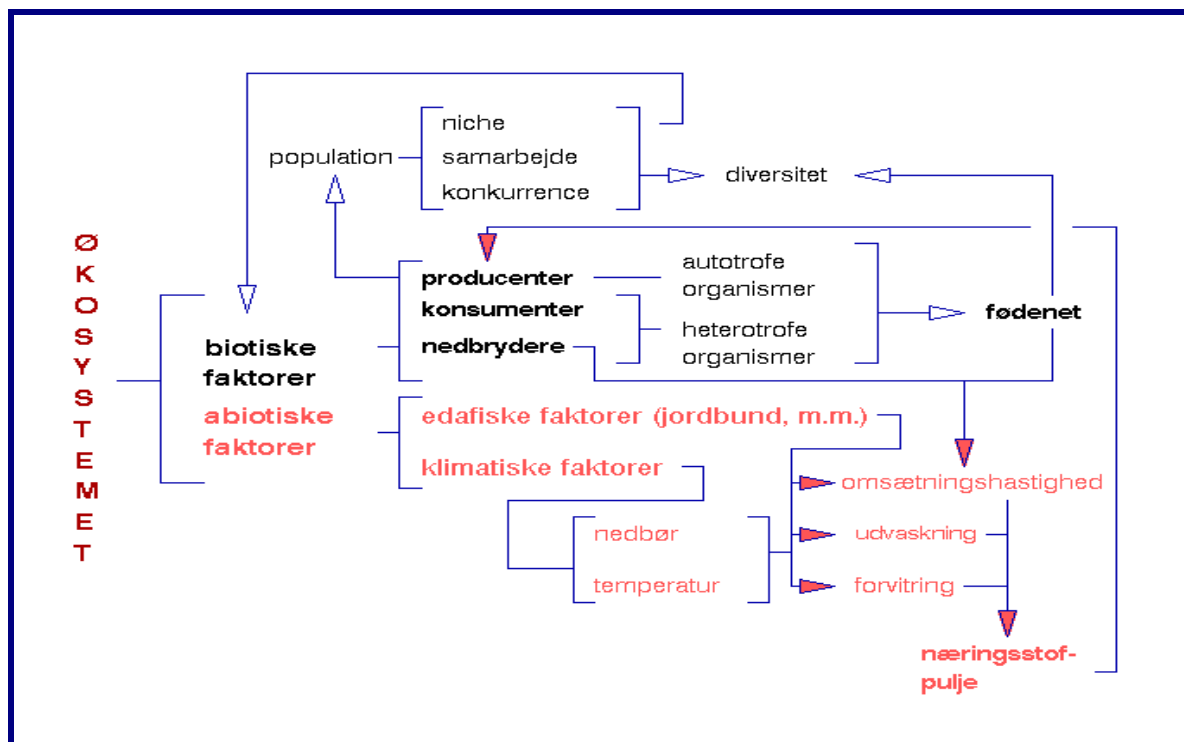 ØKOSYSTEMET
niche
population
samarbejde
diversitet
konkurrence
producenter
autotrofe
organismer
konsumenter
fødenet
heterotrofe
organismer
nedbrydere
biotiske
faktorer
abiotiske
faktorer
edafiske faktorer (jordbund, m.m.)
klimatiske faktorer
omsætningshastighed
nedbør
udvaskning
temperatur
forvitring
næringsstof-
pulje